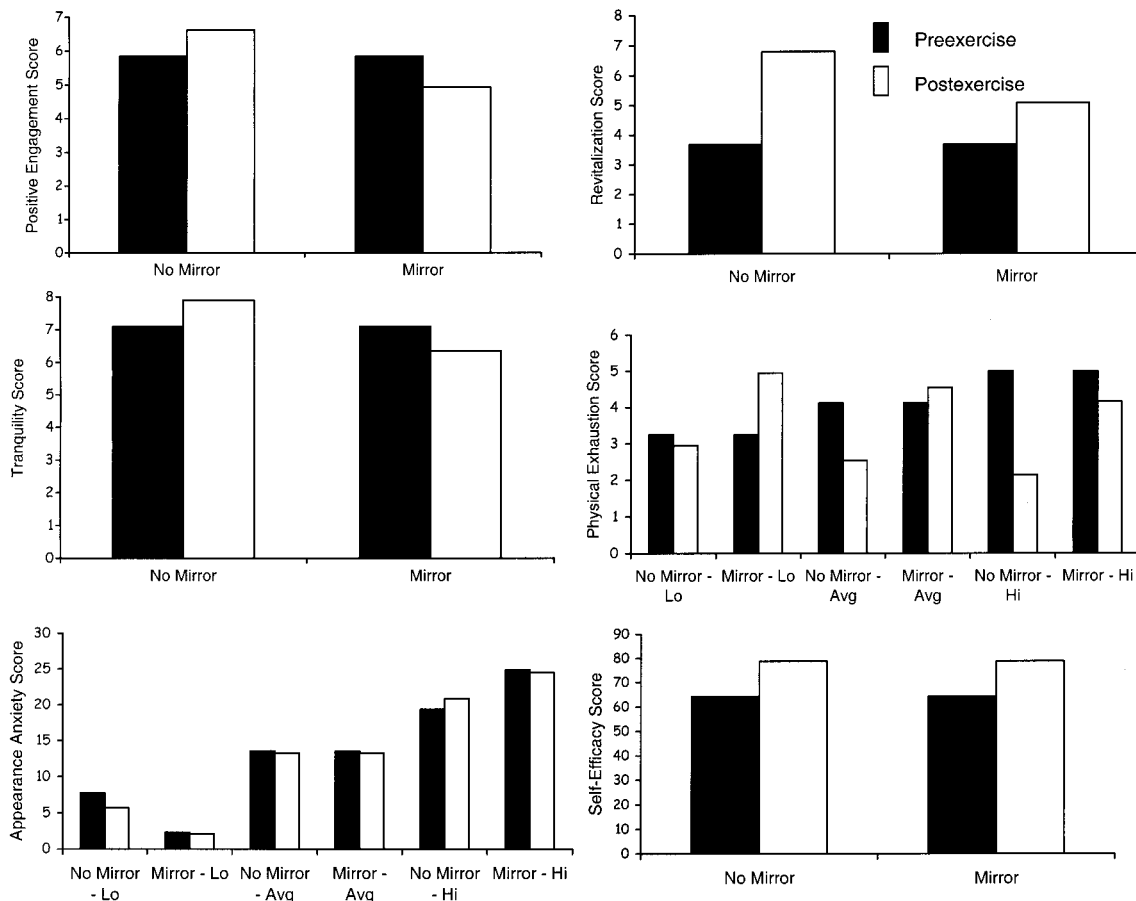 Positive Engagement Score
7
6
5
4
3
2
1
0
No Mirror
Mirror
Revitalization Score
8
7
6
5
4
3
2
1
0
No Mirror
Mirror
Preexercise
Postexercise
Tranquility Score
8
7
6
5
4
3
2
1
0
No Mirror
Mirror
Physical Exhaustion Score
6
5
4
3
2
1
0
No Mirror -
Lo
Mirror - Lo
No Mirror -
Avg
Mirror -
Avg
No Mirror -
Hi
Mirror - Hi
Appearance Anxiety Score
30
25
20
15
10
5
0
No Mirror
- Lo
Mirror - Lo
No Mirror
- Avg
Mirror -
Avg
No Mirror
- Hi
Mirror - Hi
Self-Efficacy Score
90
80
70
60
50
40
30
20
10
0
No Mirror
Mirror